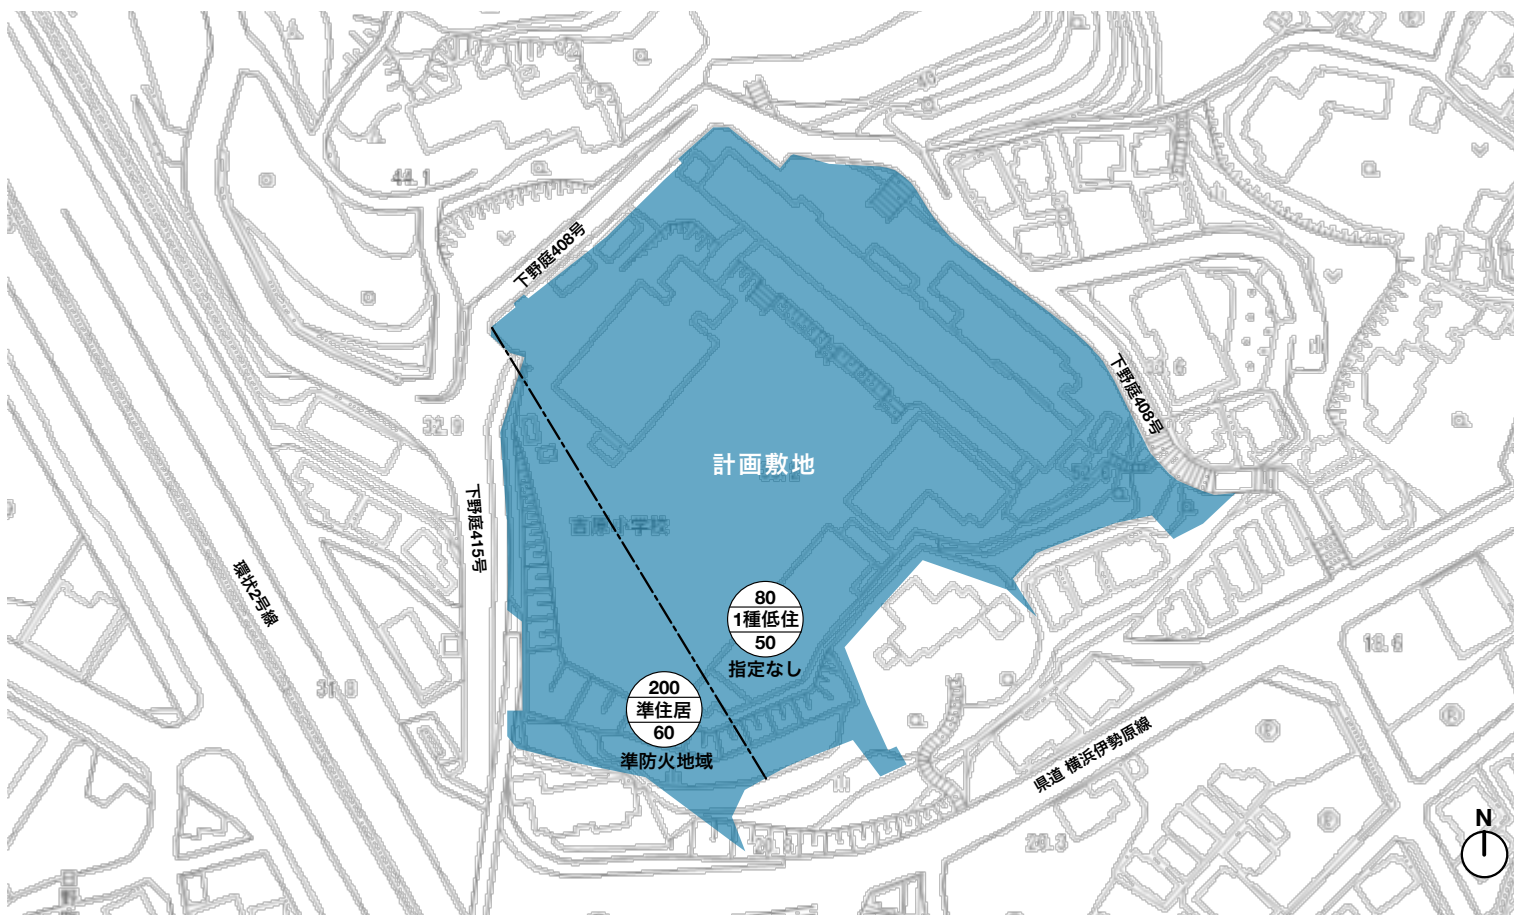 44.1
下野庭408号
32.9
下野庭408号
計画敷地
吉原小学校
下野庭415号
環状2号線
80
1種低住
50
指定なし
18.6
31.8
200
準住居
60
準防火地域
県道 横浜伊勢原線
24.3
N